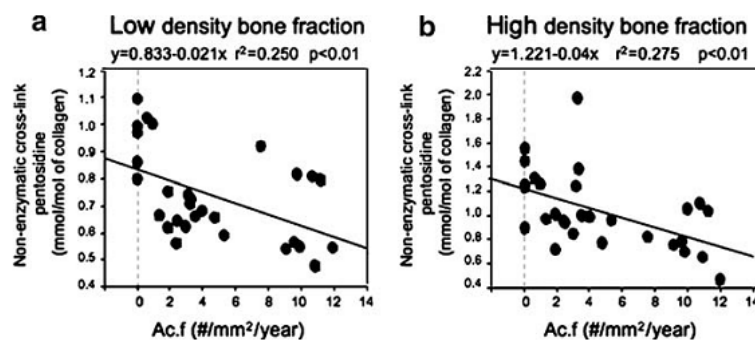 a Low density bone fraction
y=0.833-0.021x r²=0.250 p<0.01
Non-enzymatic cross-link
pentosidine
(mmol/mol of collagen)
1.2
1.1
1.0
0.9
0.8
0.7
0.6
0.5
0.4
0 2 4 6 8 10 12 14
Ac.f (#/mm²/year)
b High density bone fraction
y=1.221-0.04x r²=0.275 p<0.01
Non-enzymatic cross-link
pentosidine
(mmol/mol of collagen)
2.2
2.0
1.8
1.6
1.4
1.2
1.0
0.8
0.6
0.4
0 2 4 6 8 10 12 14
Ac.f (#/mm²/year)